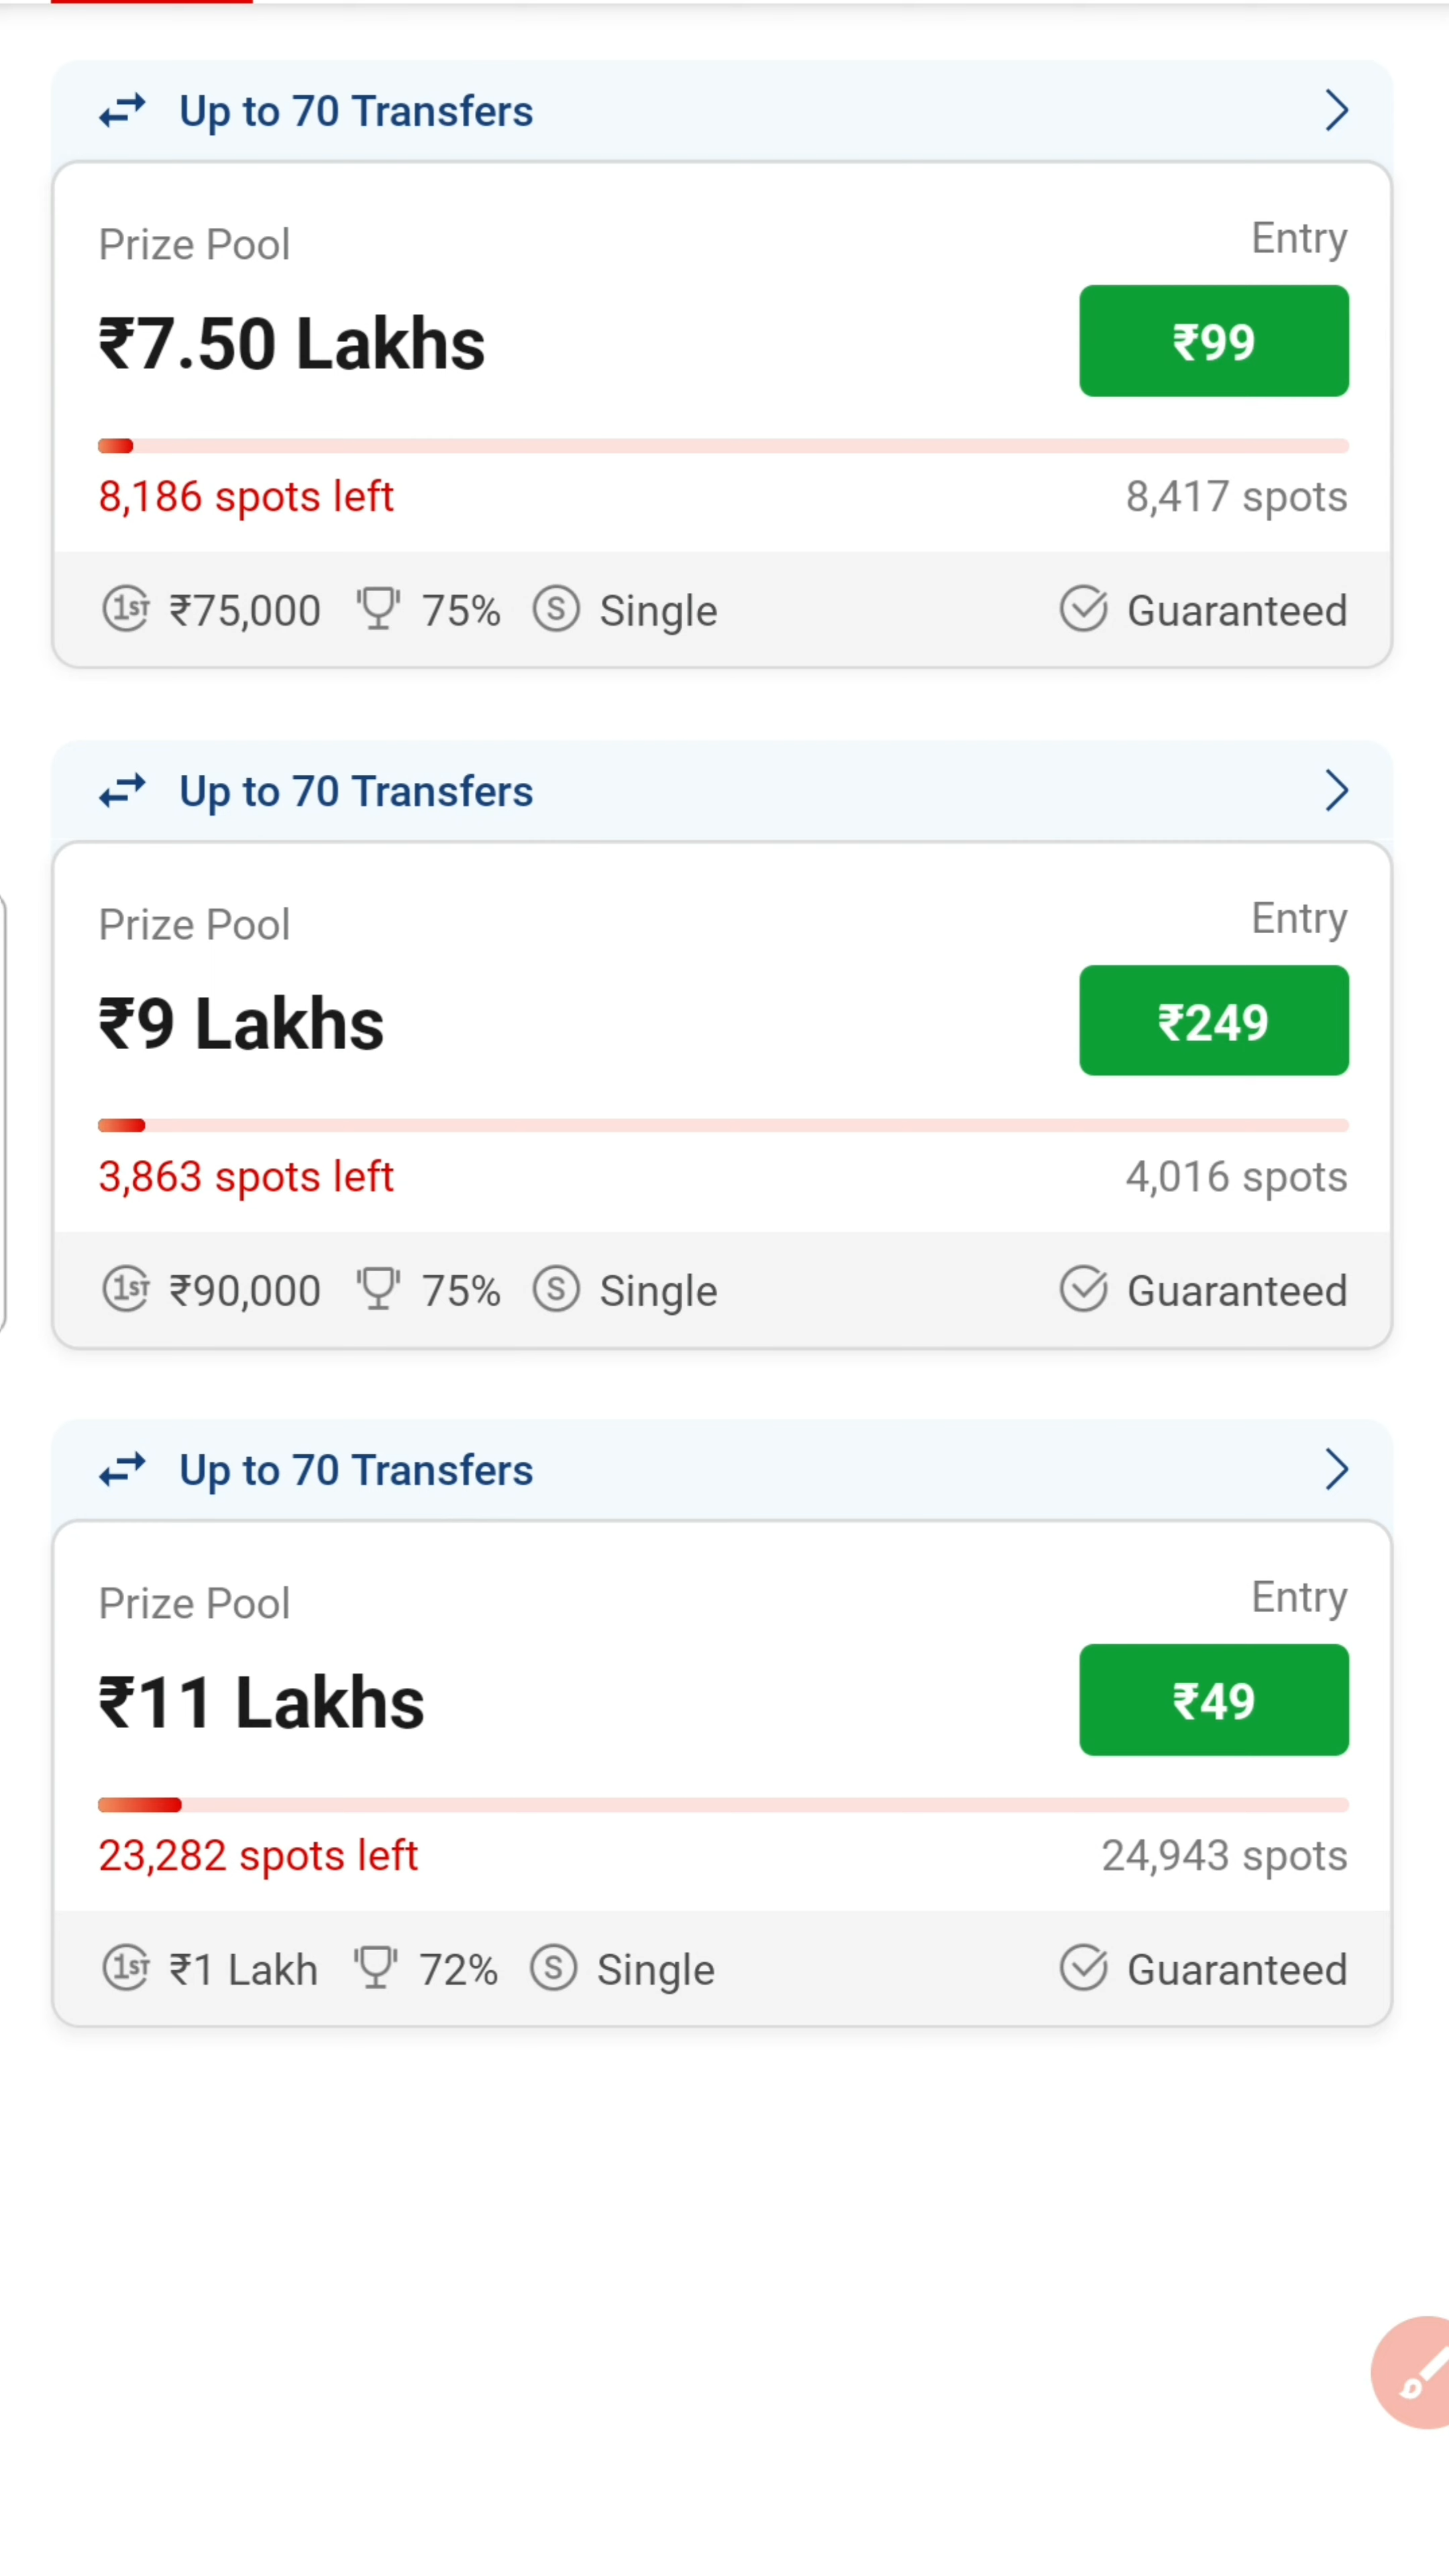 Up to 70 Transfers
Prize Pool
Entry
₹7.50 Lakhs
₹99
8,186 spots left
8,417 spots
1ST ₹75,000 75% S Single Guaranteed
Up to 70 Transfers
Prize Pool
Entry
₹9 Lakhs
₹249
3,863 spots left
4,016 spots
1ST ₹90,000 75% S Single Guaranteed
Up to 70 Transfers
Prize Pool
Entry
₹11 Lakhs
₹49
23,282 spots left
24,943 spots
1ST ₹1 Lakh 72% S Single Guaranteed